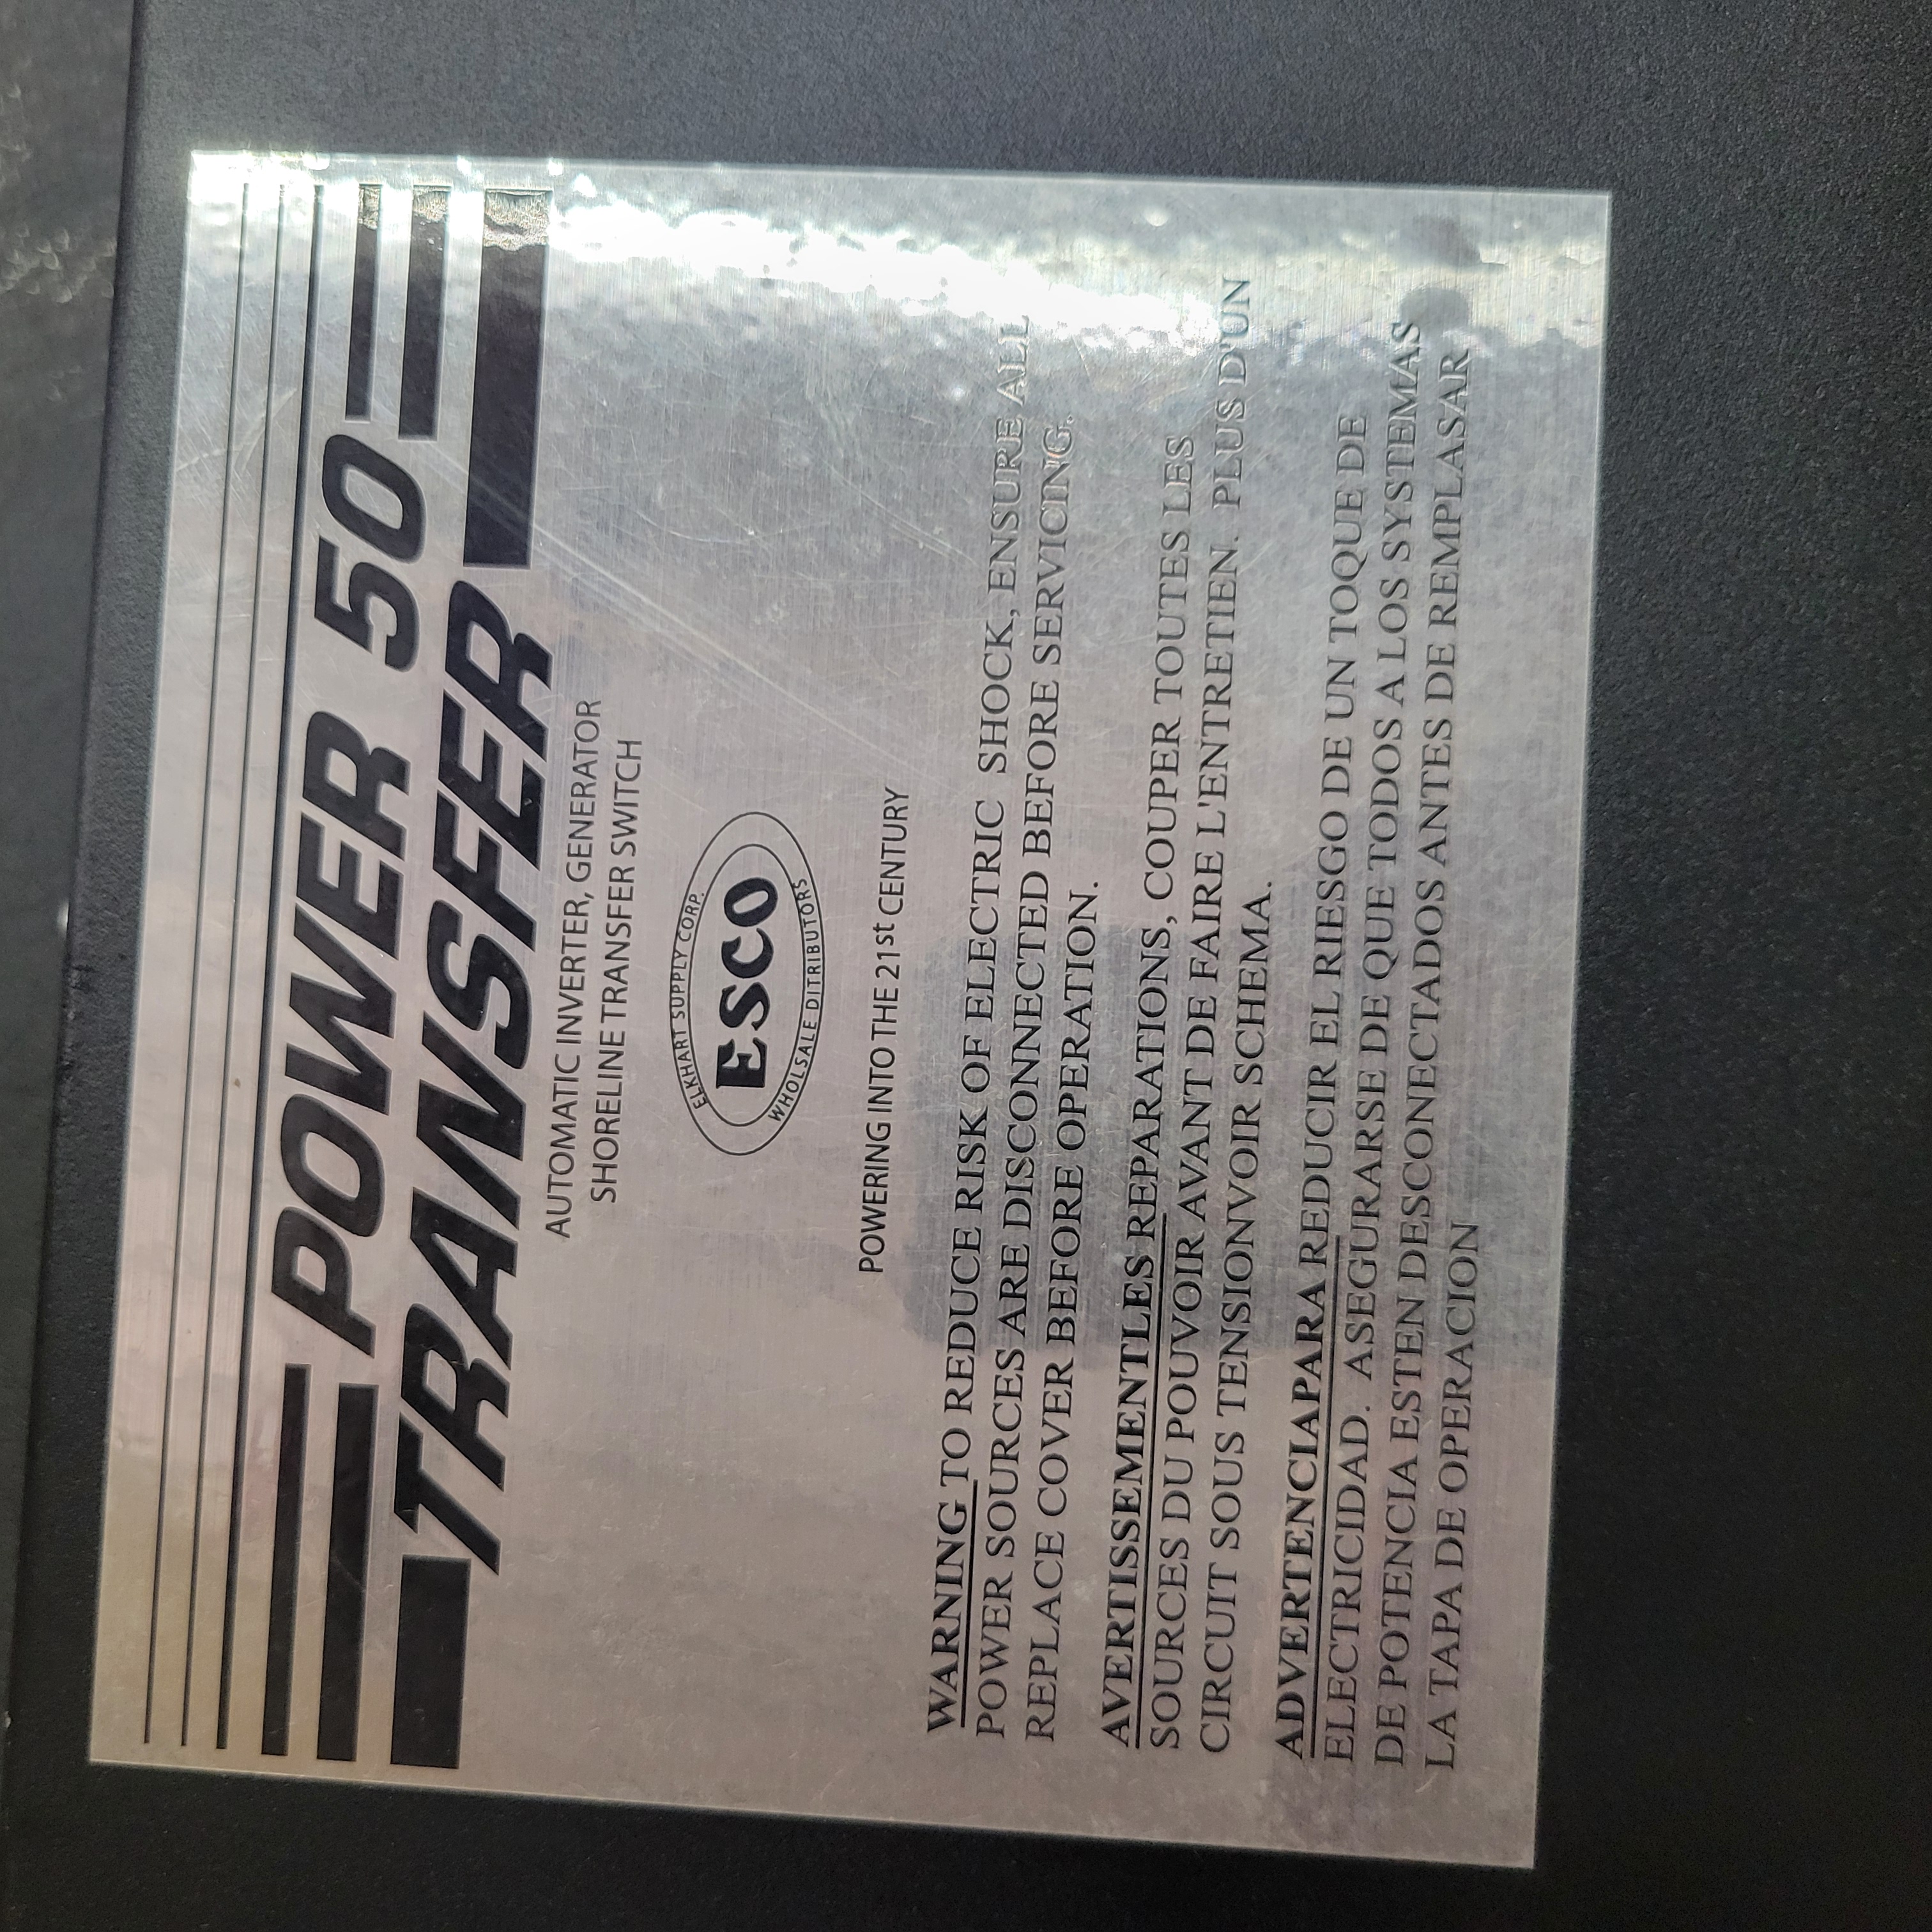 POWER 50
TRANSFER
AUTOMATIC INVERTER, GENERATOR
SHORELINE TRANSFER SWITCH
ELKHART SUPPLY CORP.
ESCO
WHOLSALE DITRIBUTORS
POWERING INTO THE 21st CENTURY
WARNING TO REDUCE RISK OF ELECTRIC SHOCK, ENSURE ALL
POWER SOURCES ARE DISCONNECTED BEFORE SERVICING.
REPLACE COVER BEFORE OPERATION.
AVERTISSEMENTLES REPARATIONS, COUPER TOUTES LES
SOURCES DU POUVOIR AVANT DE FAIRE L'ENTRETIEN. PLUS D'UN
CIRCUIT SOUS TENSIONVOIR SCHEMA.
ADVERTENCIAPARA REDUCIR EL RIESGO DE UN TOQUE DE
ELECTRICIDAD. ASEGURARSE DE QUE TODOS A LOS SYSTEMAS
DE POTENCIA ESTEN DESCONECTADOS ANTES DE REMPLASAR
LA TAPA DE OPERACION